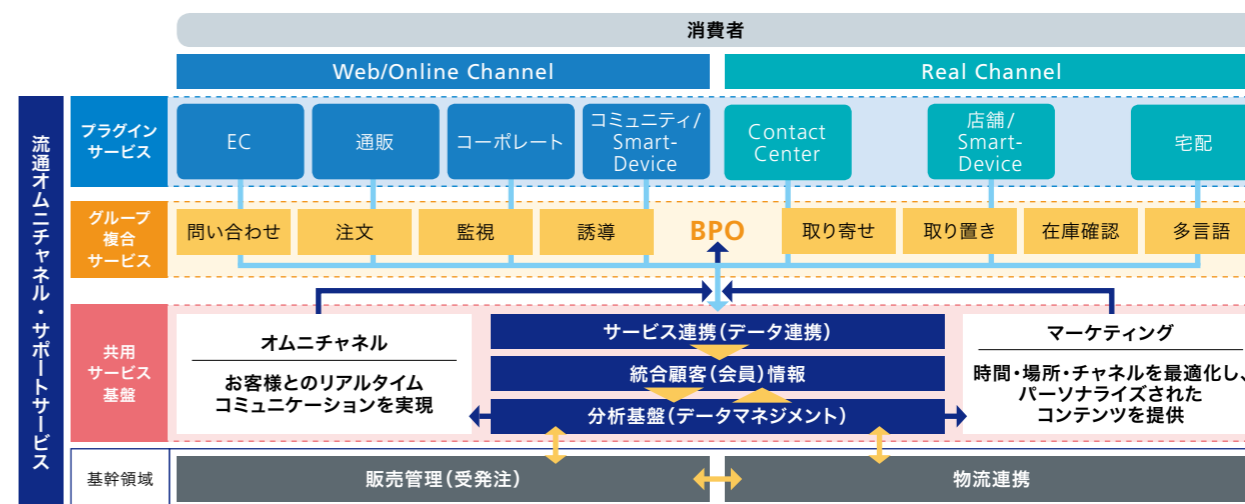 消費者
Web/Online Channel
Real Channel
流通オムニチャネル・サポートサービス
プラグイン
サービス
EC
通販
コーポレート
コミュニティ/
Smart-
Device
Contact
Center
店舗/
Smart-
Device
宅配
グループ
複合
サービス
問い合わせ
注文
監視
誘導
BPO
取り寄せ
取り置き
在庫確認
多言語
共用
サービス
基盤
オムニチャネル
お客様とのリアルタイム
コミュニケーションを実現
サービス連携(データ連携)
統合顧客(会員)情報
分析基盤(データマネジメント)
マーケティング
時間・場所・チャネルを最適化し、
パーソナライズされた
コンテンツを提供
基幹領域
販売管理(受発注)
物流連携